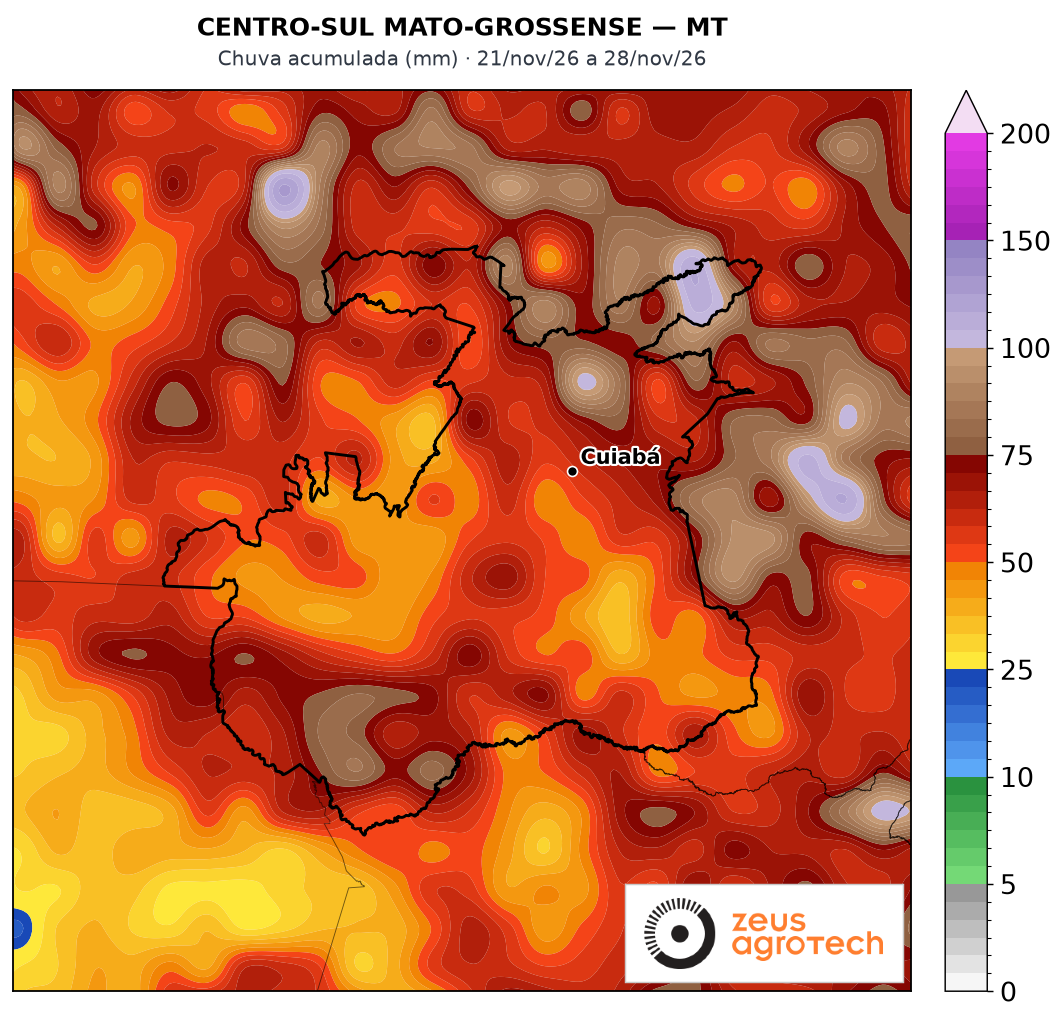 CENTRO-SUL MATO-GROSSENSE — MT
Chuva acumulada (mm) · 21/nov/26 a 28/nov/26
200
150
100
75
50
25
10
5
0
Cuiabá
zeus
agrotech